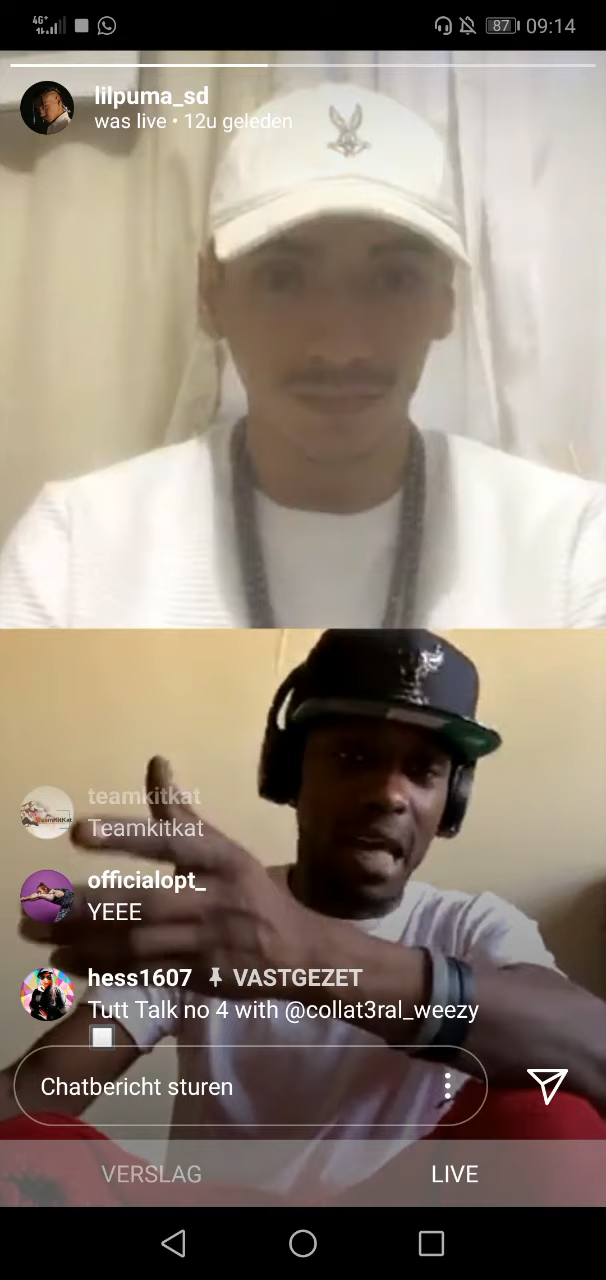 4G+
87
09:14
lilpuma_sd
was live • 12u geleden
teamkitkat
Teamkitkat
officialopt_
YEEE
hess1607 VASTGEZET
Tutt Talk no 4 with @collat3ral_weezy
Chatbericht sturen
VERSLAG
LIVE